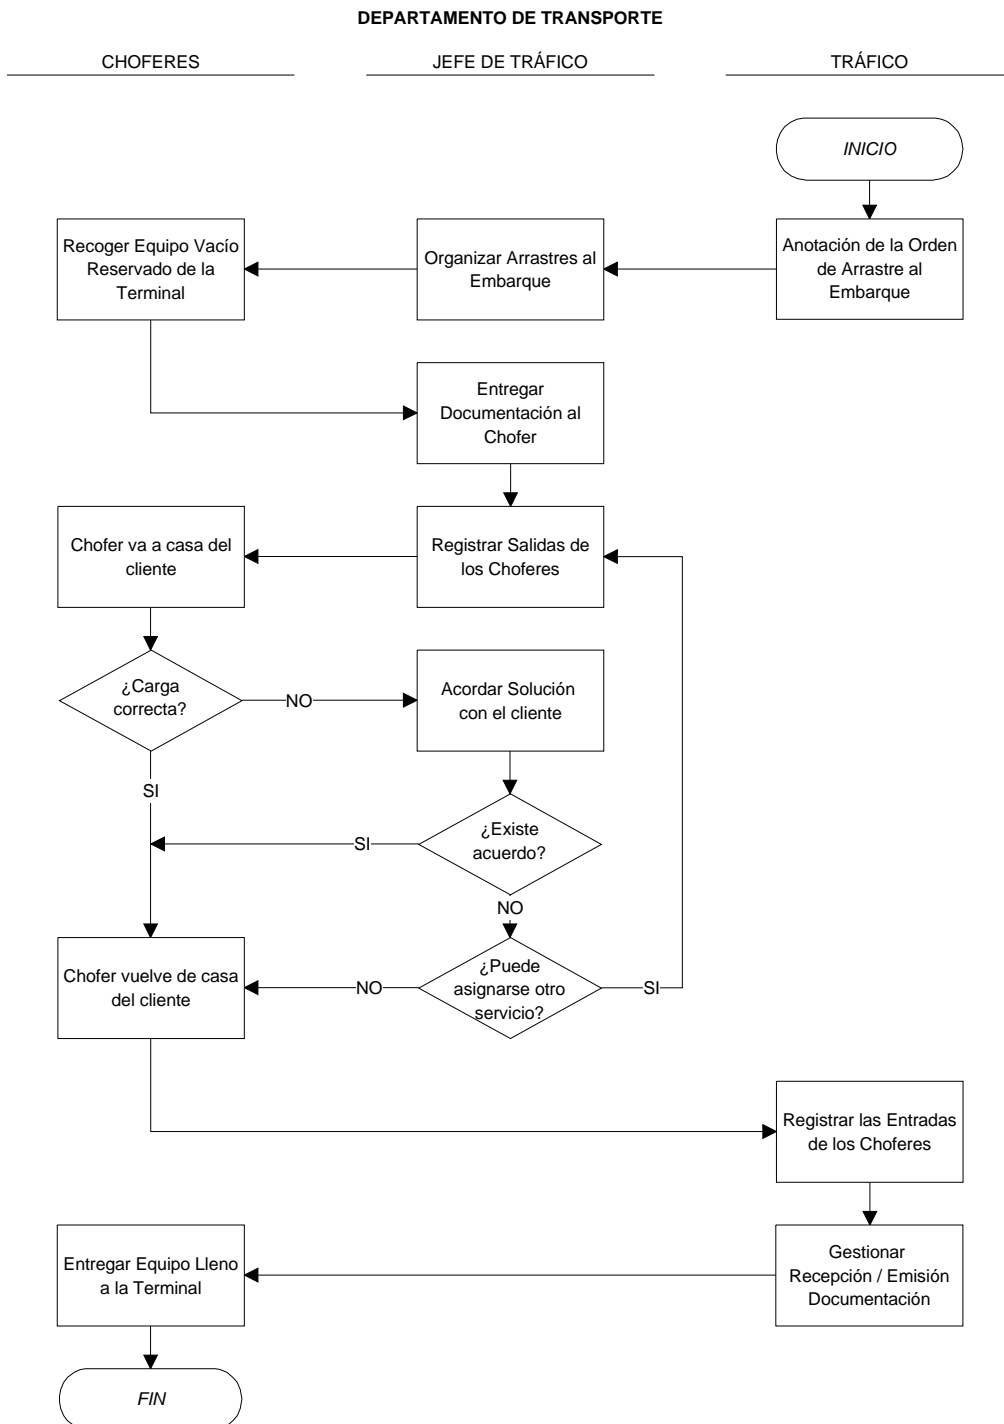 DEPARTAMENTO DE TRANSPORTE
CHOFERES
JEFE DE TRÁFICO
TRÁFICO
INICIO
Recoger Equipo Vacío
Reservado de la
Terminal
Organizar Arrastres al
Embarque
Anotación de la Orden
de Arrastre al
Embarque
Entregar
Documentación al
Chofer
Chofer va a casa del
cliente
Registrar Salidas de
los Choferes
¿Carga
correcta?
NO
Acordar Solución
con el cliente
SI
¿Existe
acuerdo?
SI
NO
Chofer vuelve de casa
del cliente
NO
¿Puede
asignarse otro
servicio?
SI
Registrar las Entradas
de los Choferes
Entregar Equipo Lleno
a la Terminal
Gestionar
Recepción / Emisión
Documentación
FIN